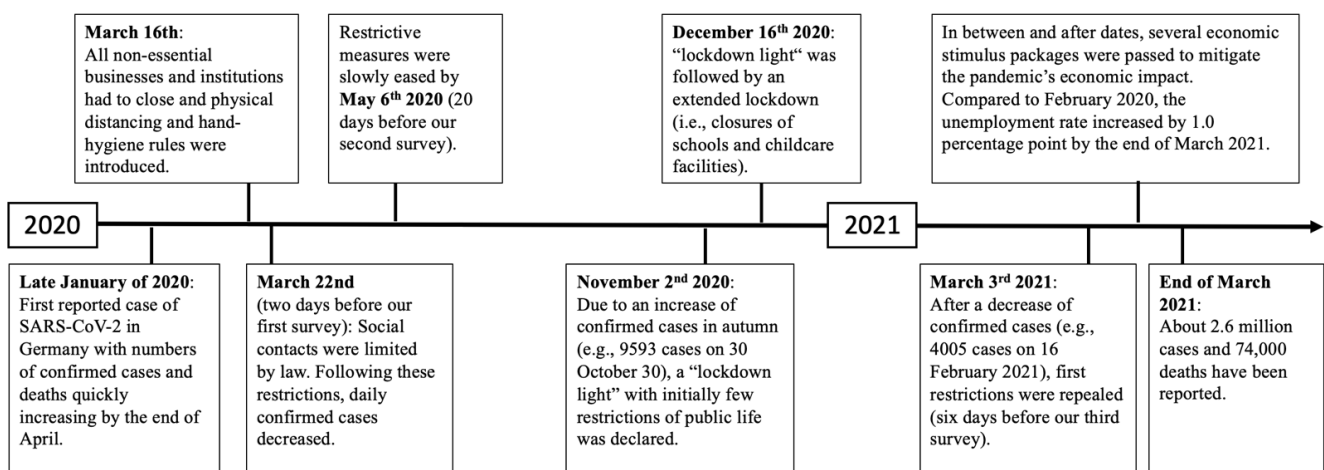 March 16th:
All non-essential
businesses and institutions
had to close and physical
distancing and hand-
hygiene rules were
introduced.
Restrictive
measures were
slowly eased by
May 6th 2020 (20
days before our
second survey).
December 16th 2020:
“lockdown light“ was
followed by an
extended lockdown
(i.e., closures of
schools and childcare
facilities).
In between and after dates, several economic
stimulus packages were passed to mitigate
the pandemic’s economic impact.
Compared to February 2020, the
unemployment rate increased by 1.0
percentage point by the end of March 2021.
2020
2021
Late January of 2020:
First reported case of
SARS-CoV-2 in
Germany with numbers
of confirmed cases and
deaths quickly
increasing by the end of
April.
March 22nd
(two days before our
first survey): Social
contacts were limited
by law. Following these
restrictions, daily
confirmed cases
decreased.
November 2nd 2020:
Due to an increase of
confirmed cases in autumn
(e.g., 9593 cases on 30
October 30), a “lockdown
light” with initially few
restrictions of public life
was declared.
March 3rd 2021:
After a decrease of
confirmed cases (e.g.,
4005 cases on 16
February 2021), first
restrictions were repealed
(six days before our third
survey).
End of March
2021:
About 2.6 million
cases and 74,000
deaths have been
reported.